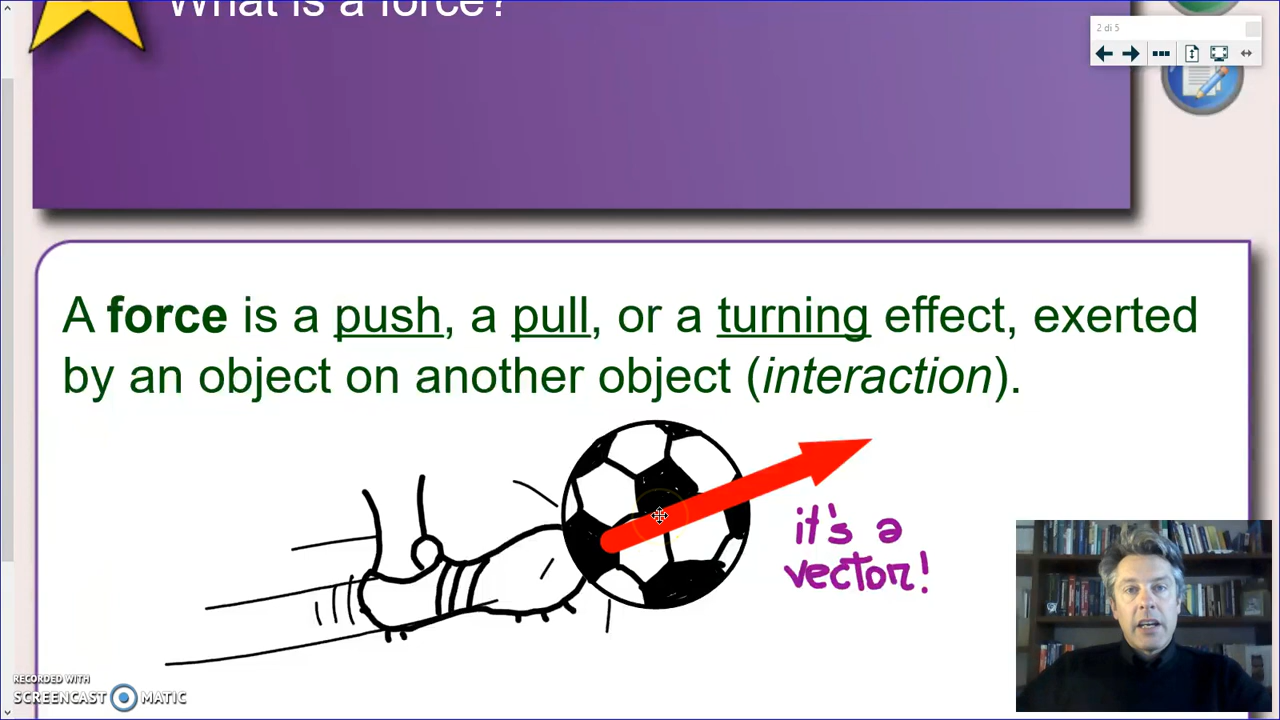 What is a force?
2 di 5
A force is a push, a pull, or a turning effect, exerted
by an object on another object (interaction).
it's a
vector!
RECORDED WITH
SCREENCAST MATIC